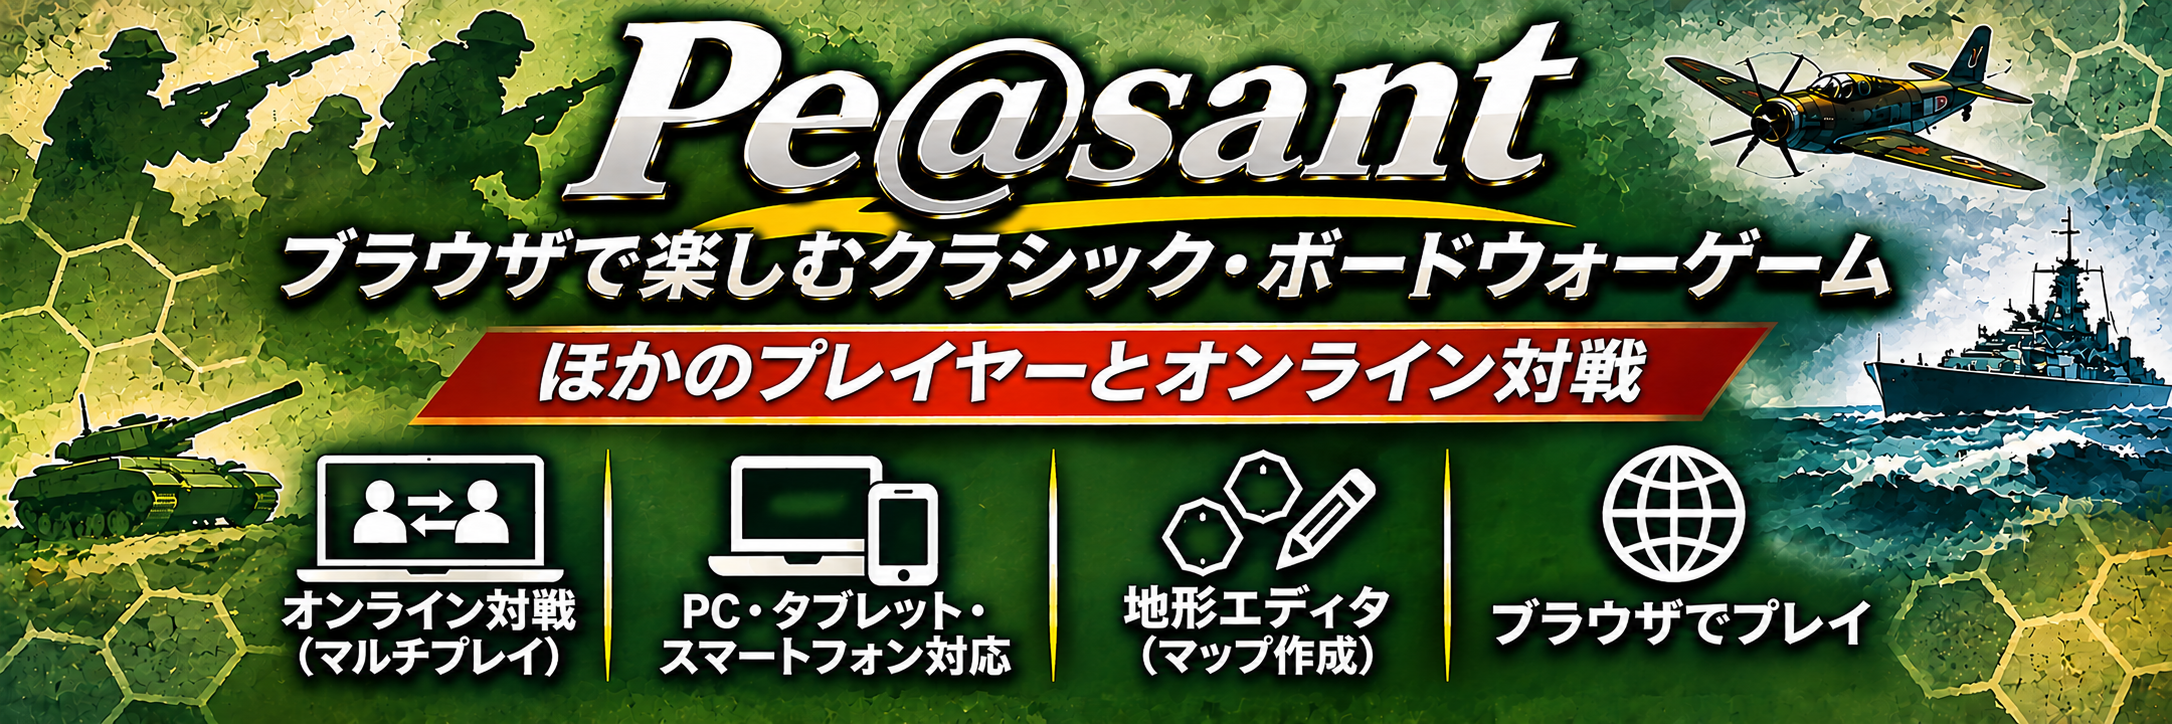 Pe@sant
ブラウザで楽しむクラシック・ボードウォーゲーム
ほかのプレイヤーとオンライン対戦
オンライン対戦
（マルチプレイ）
PC・タブレット・
スマートフォン対応
地形エディタ
（マップ作成）
ブラウザでプレイ